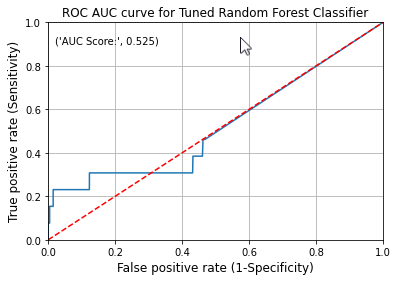 ROC AUC curve for Tuned Random Forest Classifier
('AUC Score:', 0.525)
1.0
0.8
0.6
0.4
0.2
0.0
True positive rate (Sensitivity)
0.0 0.2 0.4 0.6 0.8 1.0
False positive rate (1-Specificity)